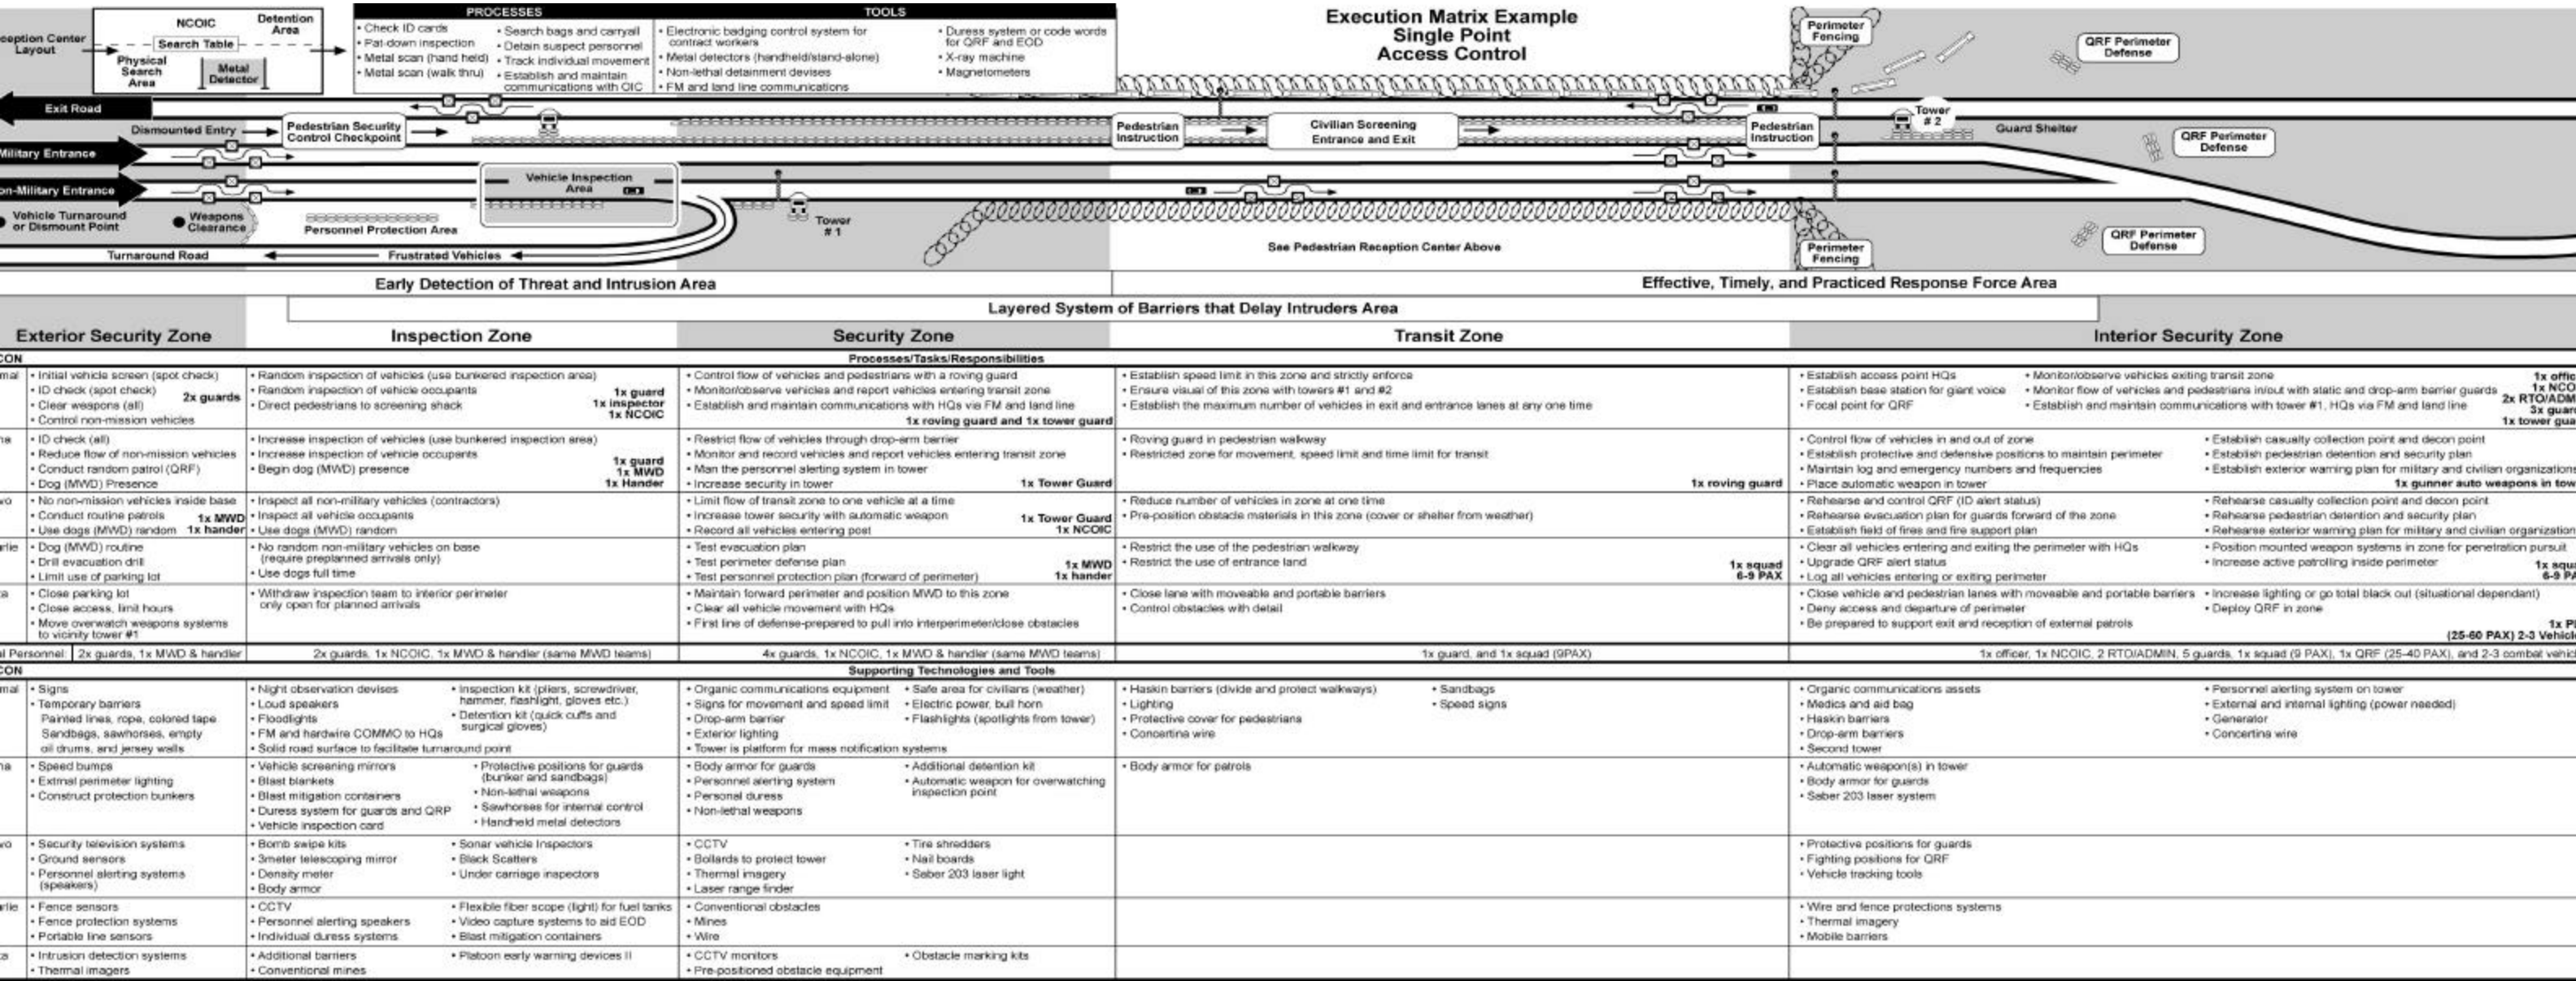 Execution Matrix Example
Single Point
Access Control
ception Center
Layout
NCOIC
Detention
Area
Search Table
Physical
Search
Area
Metal
Detector
PROCESSES
• Check ID cards
• Pat-down inspection
• Metal scan (hand held)
• Metal scan (walk thru)
• Search bags and carryall
• Detain suspect personnel
• Track individual movement
• Establish and maintain
communications with OIC
TOOLS
• Electronic badging control system for
contract workers
• Metal detectors (handheld/stand-alone)
• Non-lethal detainment devises
• FM and land line communications
• Duress system or code words
for QRF and EOD
• X-ray machine
• Magnetometers
Perimeter
Fencing
QRF Perimeter
Defense
Exit Road
Dismounted Entry
Pedestrian Security
Control Checkpoint
Pedestrian
Instruction
Civilian Screening
Entrance and Exit
Pedestrian
Instruction
Tower
# 2
Guard Shelter
QRF Perimeter
Defense
Military Entrance
on-Military Entrance
Vehicle Inspection
Area
Vehicle Turnaround
or Dismount Point
Weapons
Clearance
Personnel Protection Area
Tower
# 1
See Pedestrian Reception Center Above
Perimeter
Fencing
QRF Perimeter
Defense
Turnaround Road
Frustrated Vehicles
Early Detection of Threat and Intrusion Area
Effective, Timely, and Practiced Response Force Area
Layered System of Barriers that Delay Intruders Area
Exterior Security Zone
Inspection Zone
Security Zone
Transit Zone
Interior Security Zone
CON
Processes/Tasks/Responsibilities
mal
• Initial vehicle screen (spot check)
• ID check (spot check)
• Clear weapons (all)
• Control non-mission vehicles
2x guards
• Random inspection of vehicles (use bunkered inspection area)
• Random inspection of vehicle occupants
• Direct pedestrians to screening shack
1x guard
1x inspector
1x NCOIC
• Control flow of vehicles and pedestrians with a roving guard
• Monitor/observe vehicles and report vehicles entering transit zone
• Establish and maintain communications with HQs via FM and land line
1x roving guard and 1x tower guard
• Establish speed limit in this zone and strictly enforce
• Ensure visual of this zone with towers #1 and #2
• Establish the maximum number of vehicles in exit and entrance lanes at any one time
• Establish access point HQs
• Establish base station for giant voice
• Focal point for QRF
• Monitor/observe vehicles exiting transit zone
• Monitor flow of vehicles and pedestrians in/out with static and drop-arm barrier guards
• Establish and maintain communications with tower #1, HQs via FM and land line
1x offic
1x NCO
2x RTO/ADM
3x guar
1x tower gua
ha
• ID check (all)
• Reduce flow of non-mission vehicles
• Conduct random patrol (QRF)
• Dog (MWD) Presence
• Increase inspection of vehicles (use bunkered inspection area)
• Increase inspection of vehicle occupants
• Begin dog (MWD) presence
1x guard
1x MWD
1x Hander
• Restrict flow of vehicles through drop-arm barrier
• Monitor and record vehicles and report vehicles entering transit zone
• Man the personnel alerting system in tower
• Increase security in tower
1x Tower Guard
• Roving guard in pedestrian walkway
• Restricted zone for movement, speed limit and time limit for transit
1x roving guard
• Control flow of vehicles in and out of zone
• Establish protective and defensive positions to maintain perimeter
• Maintain log and emergency numbers and frequencies
• Place automatic weapon in tower
• Establish casualty collection point and decon point
• Establish pedestrian detention and security plan
• Establish exterior warning plan for military and civilian organizations
1x gunner auto weapons in tow
vo
• No non-mission vehicles inside base
• Conduct routine patrols
• Use dogs (MWD) random
1x MWD
1x hander
• Inspect all non-military vehicles (contractors)
• Inspect all vehicle occupants
• Use dogs (MWD) random
• Limit flow of transit zone to one vehicle at a time
• Increase tower security with automatic weapon
• Record all vehicles entering post
1x Tower Guard
1x NCOIC
• Reduce number of vehicles in zone at one time
• Pre-position obstacle materials in this zone (cover or shelter from weather)
• Rehearse and control QRF (ID alert status)
• Rehearse evacuation plan for guards forward of the zone
• Establish field of fires and fire support plan
• Rehearse casualty collection point and decon point
• Rehearse pedestrian detention and security plan
• Rehearse exterior warning plan for military and civilian organization
rlie
• Dog (MWD) routine
• Drill evacuation drill
• Limit use of parking lot
• No random non-military vehicles on base
(require preplanned arrivals only)
• Use dogs full time
• Test evacuation plan
• Test perimeter defense plan
• Test personnel protection plan (forward of perimeter)
1x MWD
1x hander
• Restrict the use of the pedestrian walkway
• Restrict the use of entrance land
1x squad
6-9 PAX
• Clear all vehicles entering and exiting the perimeter with HQs
• Upgrade QRF alert status
• Log all vehicles entering or exiting perimeter
• Position mounted weapon systems in zone for penetration pursuit
• Increase active patrolling inside perimeter
1x squa
6-9 PA
ta
• Close parking lot
• Close access, limit hours
• Move overwatch weapons systems
to vicinity tower #1
• Withdraw inspection team to interior perimeter
only open for planned arrivals
• Maintain forward perimeter and position MWD to this zone
• Clear all vehicle movement with HQs
• First line of defense-prepared to pull into interperimeter/close obstacles
• Close lane with moveable and portable barriers
• Control obstacles with detail
• Close vehicle and pedestrian lanes with moveable and portable barriers
• Deny access and departure of perimeter
• Be prepared to support exit and reception of external patrols
• Increase lighting or go total black out (situational dependant)
• Deploy QRF in zone
1x Pl
(25-60 PAX) 2-3 Vehicle
al Personnel:
2x guards, 1x MWD & handler
2x guards, 1x NCOIC, 1x MWD & handler (same MWD teams)
4x guards, 1x NCOIC, 1x MWD & handler (same MWD teams)
1x guard, and 1x squad (9PAX)
1x officer, 1x NCOIC, 2 RTO/ADMIN, 5 guards, 1x squad (9 PAX), 1x QRF (25-40 PAX), and 2-3 combat vehic
CON
Supporting Technologies and Tools
mal
• Signs
• Temporary barriers
Painted lines, rope, colored tape
Sandbags, sawhorses, empty
oil drums, and jersey walls
• Night observation devises
• Loud speakers
• Floodlights
• FM and hardwire COMMO to HQs
• Solid road surface to facilitate turnaround point
• Inspection kit (pliers, screwdriver,
hammer, flashlight, gloves etc.)
• Detention kit (quick cuffs and
surgical gloves)
• Organic communications equipment
• Signs for movement and speed limit
• Drop-arm barrier
• Exterior lighting
• Tower is platform for mass notification systems
• Safe area for civilians (weather)
• Electric power, bull horn
• Flashlights (spotlights from tower)
• Haskin barriers (divide and protect walkways)
• Lighting
• Protective cover for pedestrians
• Concertina wire
• Sandbags
• Speed signs
• Organic communications assets
• Medics and aid bag
• Haskin barriers
• Drop-arm barriers
• Second tower
• Personnel alerting system on tower
• External and internal lighting (power needed)
• Generator
• Concertina wire
ha
• Speed bumps
• Extrnal perimeter lighting
• Construct protection bunkers
• Vehicle screening mirrors
• Blast blankets
• Blast mitigation containers
• Duress system for guards and QRP
• Vehicle inspection card
• Protective positions for guards
(bunker and sandbags)
• Non-lethal weapons
• Sawhorses for internal control
• Handheld metal detectors
• Body armor for guards
• Personnel alerting system
• Personal duress
• Non-lethal weapons
• Additional detention kit
• Automatic weapon for overwatching
inspection point
• Body armor for patrols
• Automatic weapon(s) in tower
• Body armor for guards
• Saber 203 laser system
vo
• Security television systems
• Ground sensors
• Personnel alerting systems
(speakers)
• Bomb swipe kits
• 3meter telescoping mirror
• Density meter
• Body armor
• Sonar vehicle Inspectors
• Black Scatters
• Under carriage inspectors
• CCTV
• Bollards to protect tower
• Thermal imagery
• Laser range finder
• Tire shredders
• Nail boards
• Saber 203 laser light
• Protective positions for guards
• Fighting positions for QRF
• Vehicle tracking tools
rlie
• Fence sensors
• Fence protection systems
• Portable line sensors
• CCTV
• Personnel alerting speakers
• Individual duress systems
• Flexible fiber scope (light) for fuel tanks
• Video capture systems to aid EOD
• Blast mitigation containers
• Conventional obstacles
• Mines
• Wire
• Wire and fence protections systems
• Thermal imagery
• Mobile barriers
ta
• Intrusion detection systems
• Thermal imagers
• Additional barriers
• Conventional mines
• Platoon early warning devices II
• CCTV monitors
• Pre-positioned obstacle equipment
• Obstacle marking kits